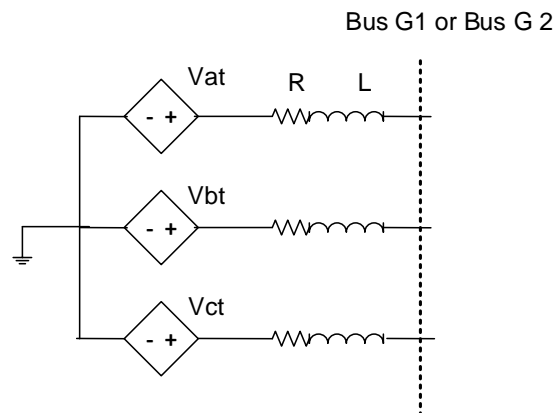 Bus G1 or Bus G 2
Vat
R L
- +
Vbt
- +
Vct
- +